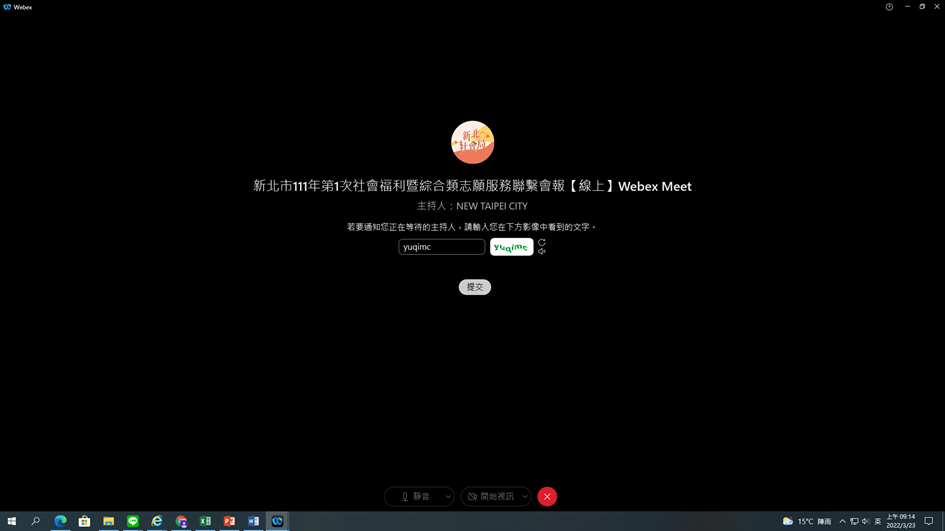 Webex
新北
社會局
新北市111年第1次社會福利暨綜合類志願服務聯繫會報【線上】Webex Meet
主持人：NEW TAIPEI CITY
若要通知您正在等待的主持人，請輸入您在下方影像中看到的文字。
yuqimc yuqimc
提交
靜音 開始視訊
15°C 陣雨 英 上午 09:14
2022/3/23